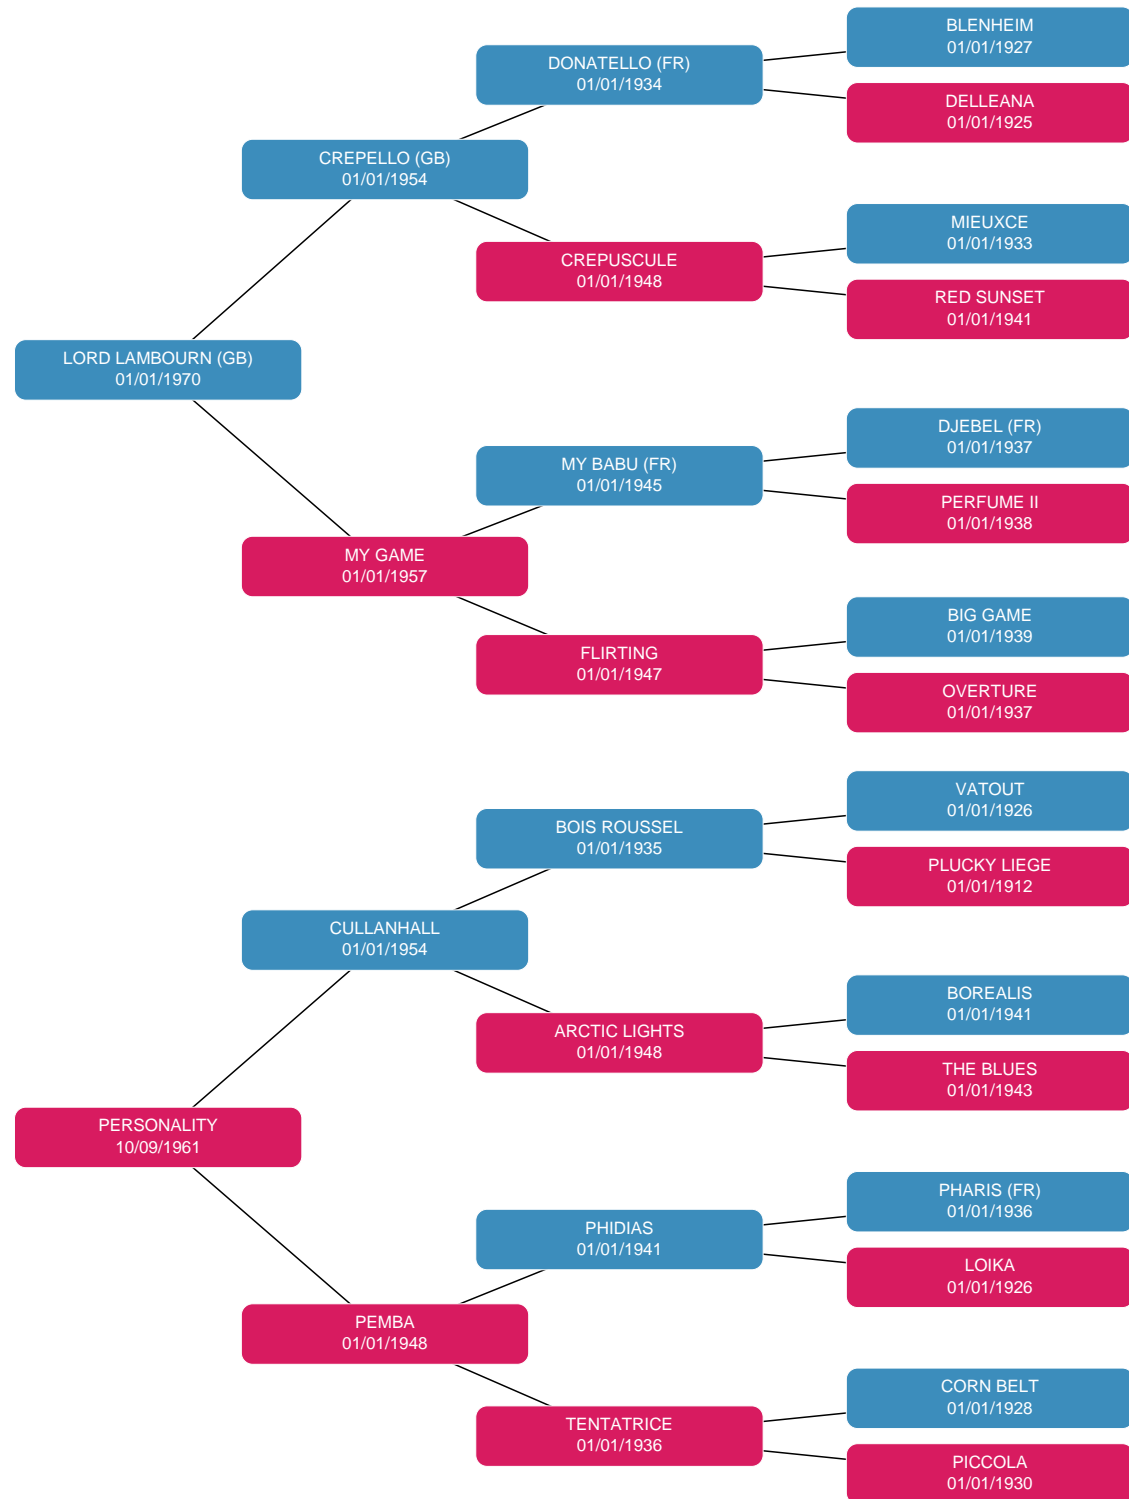 BLENHEIM
01/01/1927
DONATELLO (FR)
01/01/1934
DELLEANA
01/01/1925
CREPELLO (GB)
01/01/1954
MIEUXCE
01/01/1933
CREPUSCULE
01/01/1948
RED SUNSET
01/01/1941
LORD LAMBOURN (GB)
01/01/1970
DJEBEL (FR)
01/01/1937
MY BABU (FR)
01/01/1945
PERFUME II
01/01/1938
MY GAME
01/01/1957
BIG GAME
01/01/1939
FLIRTING
01/01/1947
OVERTURE
01/01/1937
VATOUT
01/01/1926
BOIS ROUSSEL
01/01/1935
PLUCKY LIEGE
01/01/1912
CULLANHALL
01/01/1954
BOREALIS
01/01/1941
ARCTIC LIGHTS
01/01/1948
THE BLUES
01/01/1943
PERSONALITY
10/09/1961
PHARIS (FR)
01/01/1936
PHIDIAS
01/01/1941
LOIKA
01/01/1926
PEMBA
01/01/1948
CORN BELT
01/01/1928
TENTATRICE
01/01/1936
PICCOLA
01/01/1930